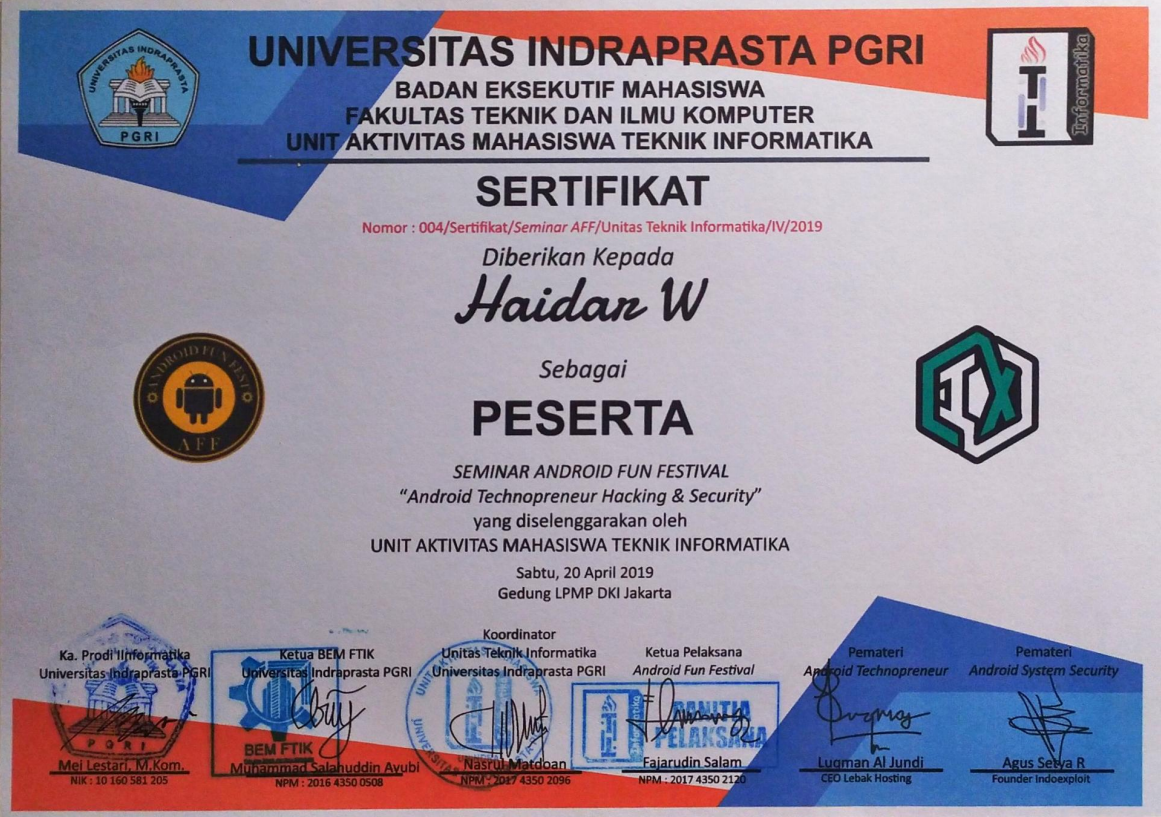 UNIVERSITAS INDRAPRASTA PGRI
BADAN EKSEKUTIF MAHASISWA
FAKULTAS TEKNIK DAN ILMU KOMPUTER
UNIT AKTIVITAS MAHASISWA TEKNIK INFORMATIKA
UNIVERSITAS INDRAPRASTA
PGRI
Informatika
SERTIFIKAT
Nomor : 004/Sertifikat/Seminar AFF/Unitas Teknik Informatika/IV/2019
Diberikan Kepada
Haidar W
Sebagai
PESERTA
ANDROID FUN FEST
AFF
SEMINAR ANDROID FUN FESTIVAL
“Android Technopreneur Hacking & Security”
yang diselenggarakan oleh
UNIT AKTIVITAS MAHASISWA TEKNIK INFORMATIKA
Sabtu, 20 April 2019
Gedung LPMP DKI Jakarta
Ka. Prodi IInformatika
Universitas Indraprasta PGRI
PGRI
Mei Lestari, M.Kom.
NIK : 10 160 581 205
Ketua BEM FTIK
Universitas Indraprasta PGRI
BEM FTIK
Muhammad Salahuddin Ayubi
NPM : 2016 4350 0508
Koordinator
Unitas Teknik Informatika
Universitas Indraprasta PGRI
Nasrul Matdoan
NPM : 2017 4350 2096
Ketua Pelaksana
Android Fun Festival
Informatika
PANITIA
PELAKSANA
Fajarudin Salam
NPM : 2017 4350 2120
Pemateri
Android Technopreneur
Luqman Al Jundi
CEO Lebak Hosting
Pemateri
Android System Security
Agus Setya R
Founder Indoexploit